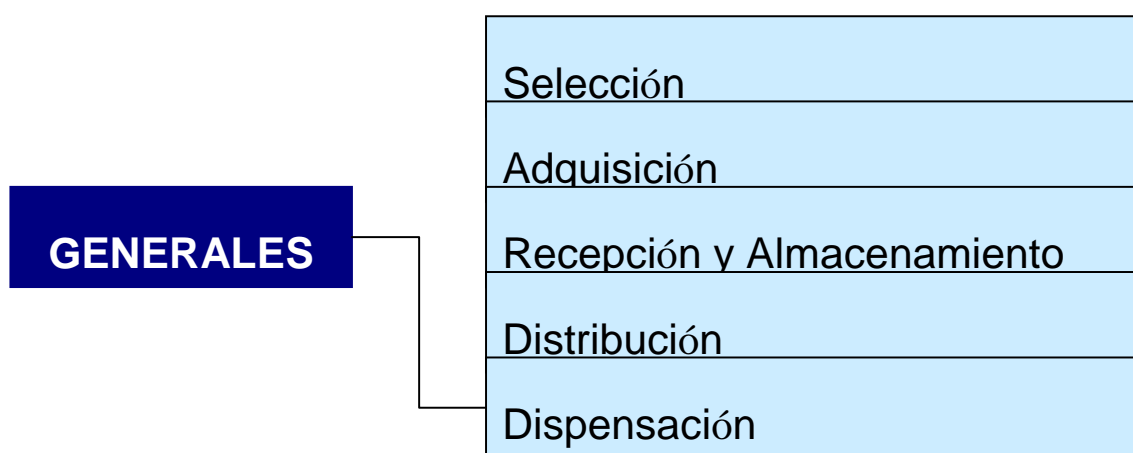 GENERALES
Selección
Adquisición
Recepción y Almacenamiento
Distribución
Dispensación